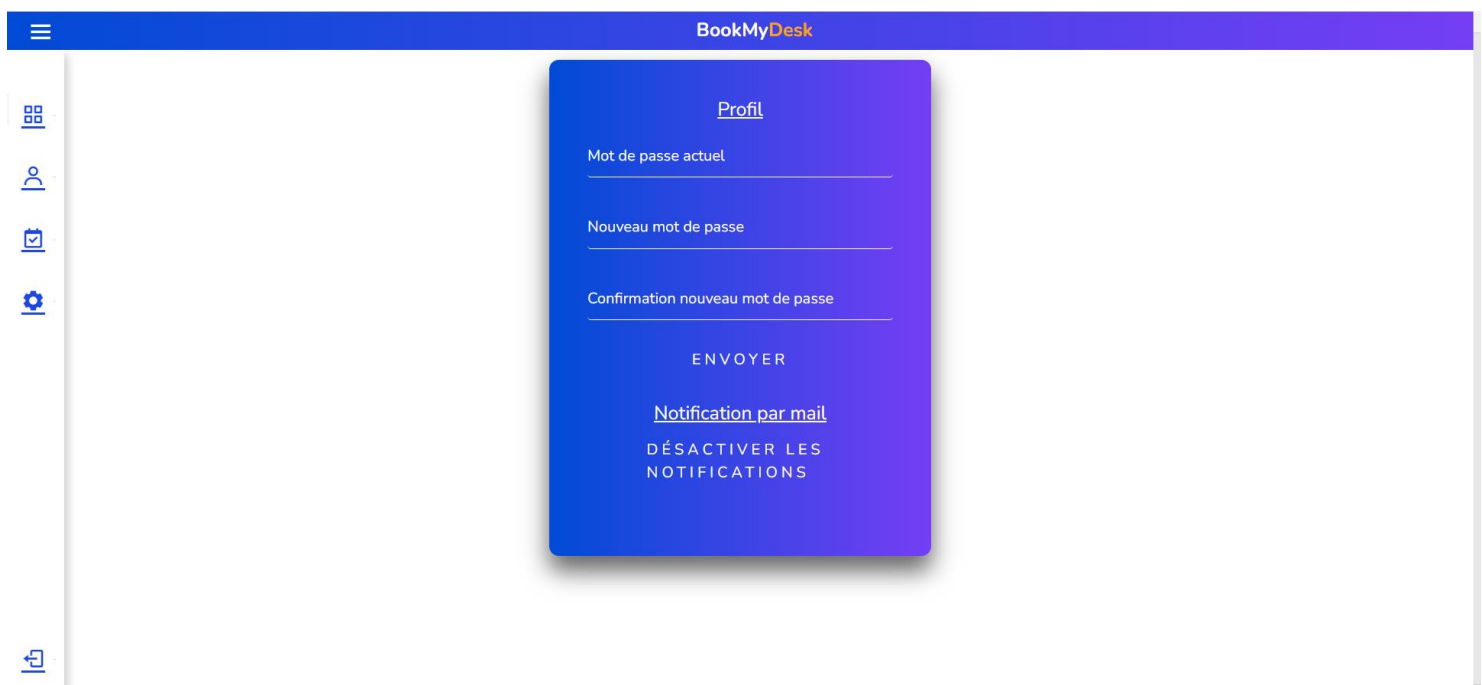 BookMyDesk
Profil
Mot de passe actuel
Nouveau mot de passe
Confirmation nouveau mot de passe
ENVOYER
Notification par mail
DÉSACTIVER LES
NOTIFICATIONS